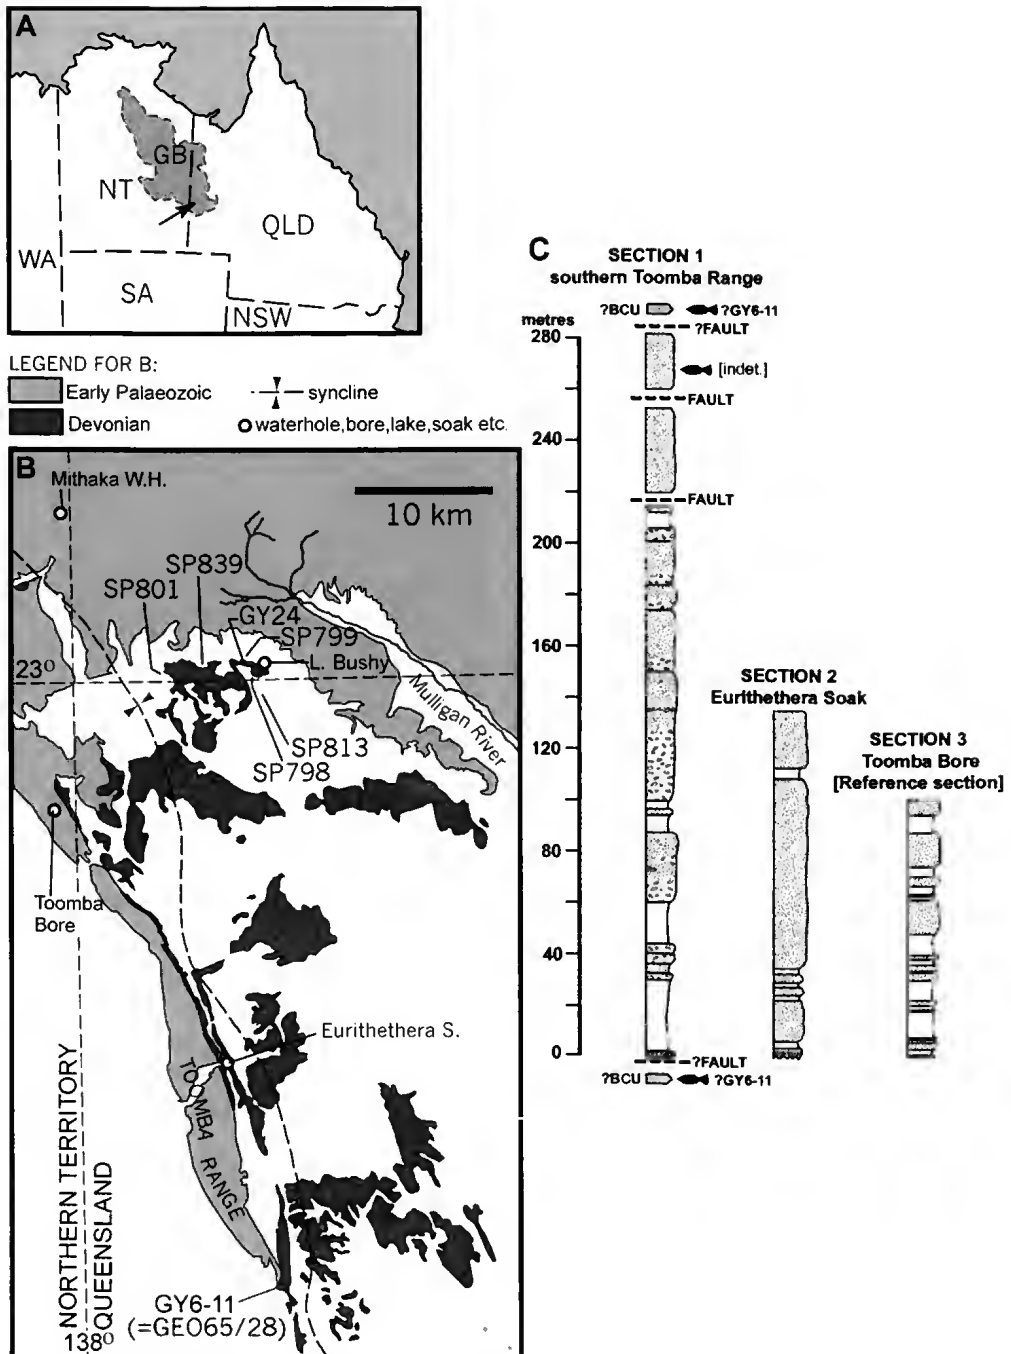 A
GB
NT
QLD
WA
SA
NSW
LEGEND FOR B:
Early Palaeozoic
syncline
Devonian
waterhole,bore,lake,soak etc.
B
Mithaka W.H.
10 km
SP839
SP801
GY24
SP799
L. Bushy
23o
Mulligan River
SP813
SP798
Toomba
Bore
Eurithethera S.
TOOMBA RANGE
NORTHERN TERRITORY
QUEENSLAND
GY6-11
(=GEO65/28)
138o
C
SECTION 1
southern Toomba Range
?BCU ?GY6-11
metres
?FAULT
280
[indet.]
FAULT
240
FAULT
200
160
SECTION 2
Eurithethera Soak
120
SECTION 3
Toomba Bore
[Reference section]
80
40
0
?FAULT
?BCU ?GY6-11